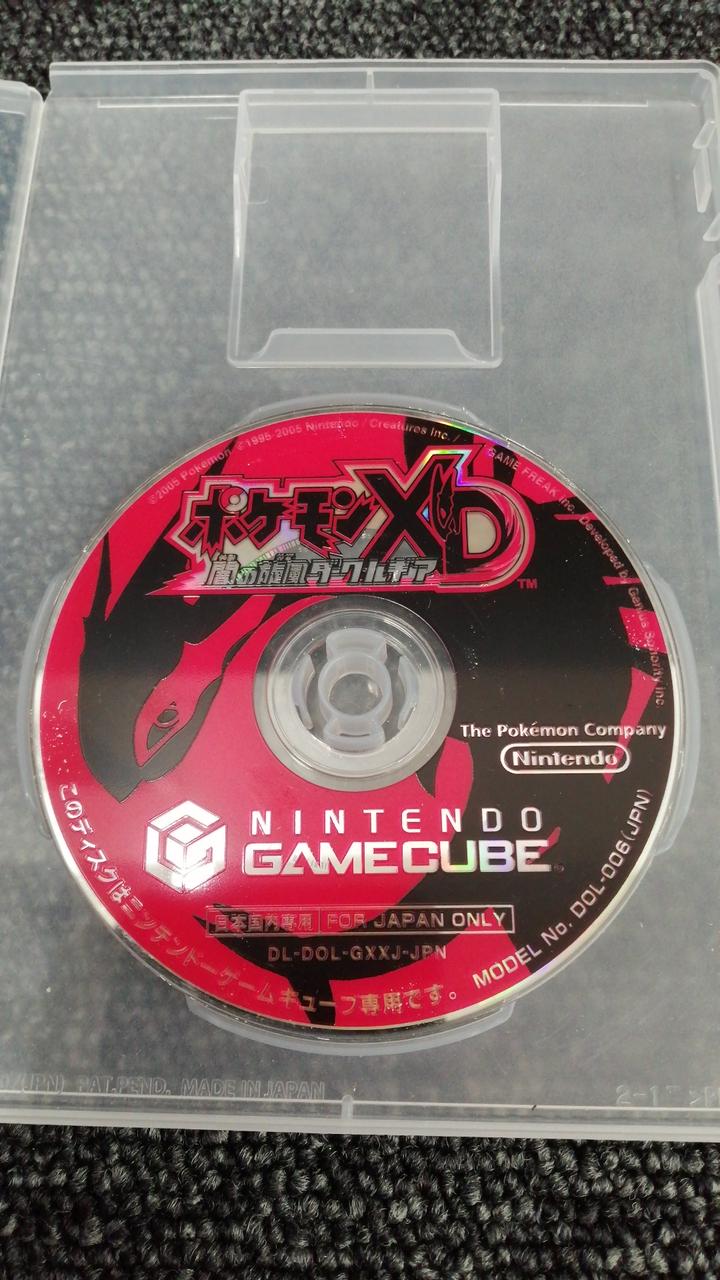 ©2005 Pokémon ©1995-2005 Nintendo / Creatures inc. / GAME FREAK inc. Developed by Genius Sonority inc.
ポケモンXD
闇の旋風ダークルギア
TM
The Pokémon Company
Nintendo
NINTENDO
GAMECUBE
日本国内専用 FOR JAPAN ONLY
DL-DOL-GXXJ-JPN
このディスクはニンテンドーゲームキューブ専用です。
MODEL No. DOL-006(JPN)
(JPN) PAT.PEND. MADE IN JAPAN